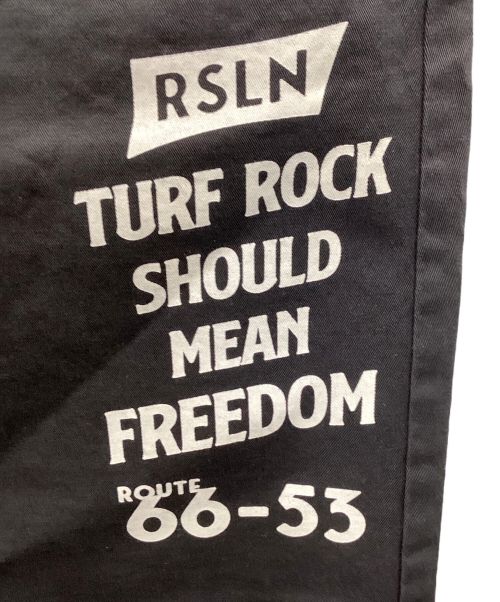 RSLN
TURF ROCK
SHOULD
MEAN
FREEDOM
ROUTE
66-53